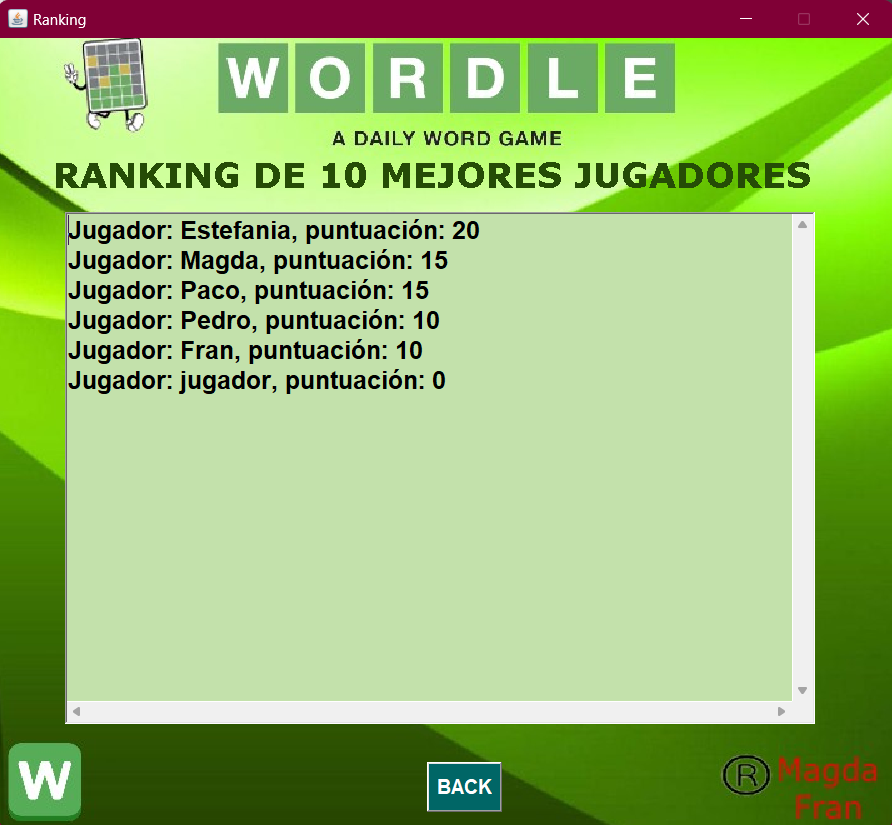 Ranking
WORDLE
A DAILY WORD GAME
RANKING DE 10 MEJORES JUGADORES
Jugador: Estefania, puntuación: 20
Jugador: Magda, puntuación: 15
Jugador: Paco, puntuación: 15
Jugador: Pedro, puntuación: 10
Jugador: Fran, puntuación: 10
Jugador: jugador, puntuación: 0
W
BACK
® Magda
Fran